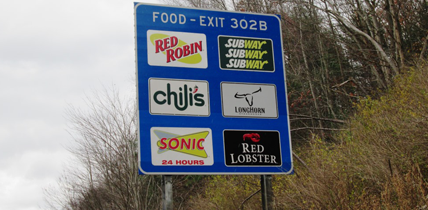 FOOD - EXIT 302B
RED ROBIN
SUBWAY
SUBWAY
SUBWAY
chili's
LONGHORN
SONIC
24 HOURS
RED
LOBSTER